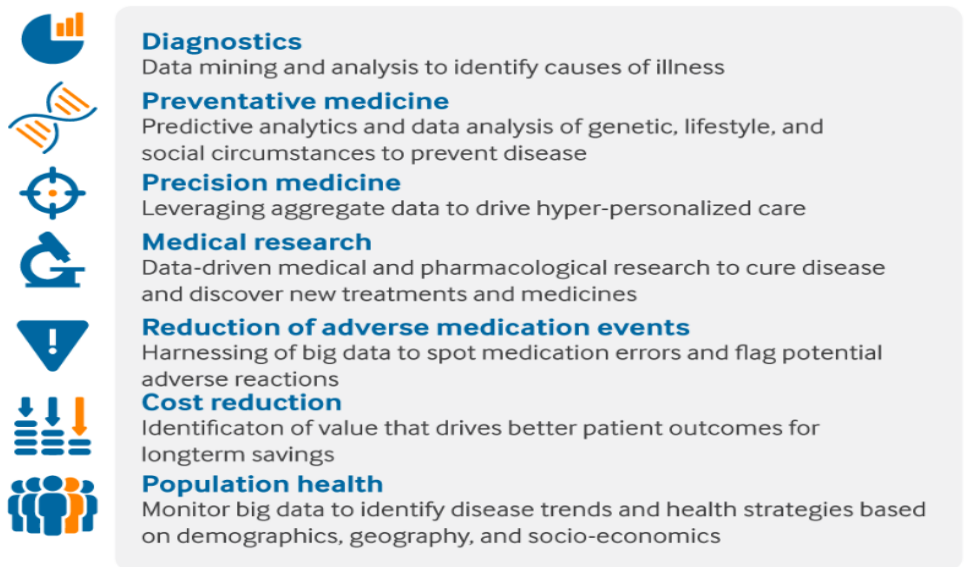 Diagnostics
Data mining and analysis to identify causes of illness
Preventative medicine
Predictive analytics and data analysis of genetic, lifestyle, and
social circumstances to prevent disease
Precision medicine
Leveraging aggregate data to drive hyper-personalized care
Medical research
Data-driven medical and pharmacological research to cure disease
and discover new treatments and medicines
Reduction of adverse medication events
Harnessing of big data to spot medication errors and flag potential
adverse reactions
Cost reduction
Identificaton of value that drives better patient outcomes for
longterm savings
Population health
Monitor big data to identify disease trends and health strategies based
on demographics, geography, and socio-economics